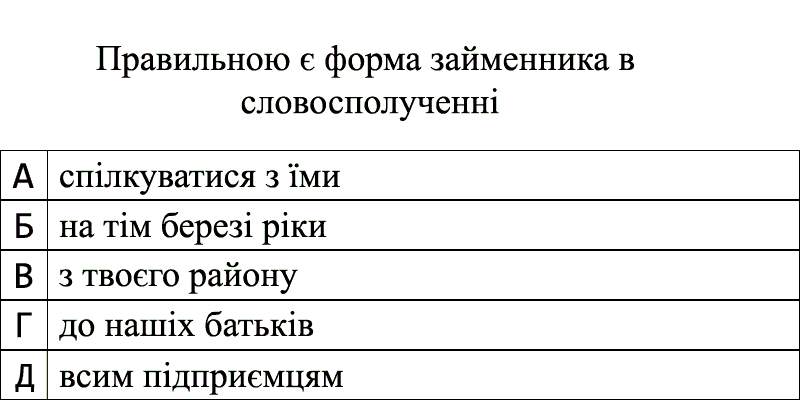 Правильною є форма займенника в
словосполученні
А спілкуватися з їми
Б на тім березі ріки
В з твоєго району
Г до нашіх батьків
Д всим підприємцям